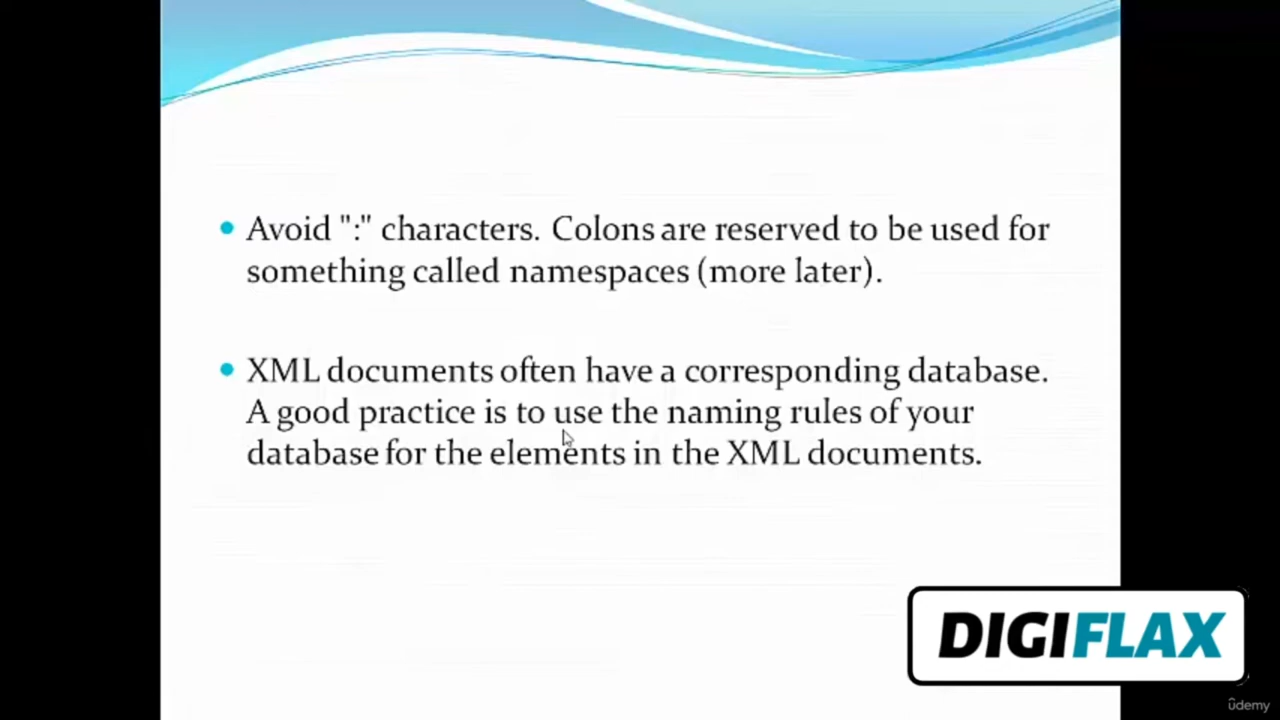 • Avoid ":" characters. Colons are reserved to be used for
something called namespaces (more later).
• XML documents often have a corresponding database.
A good practice is to use the naming rules of your
database for the elements in the XML documents.
DIGIFLAX
ûdemy